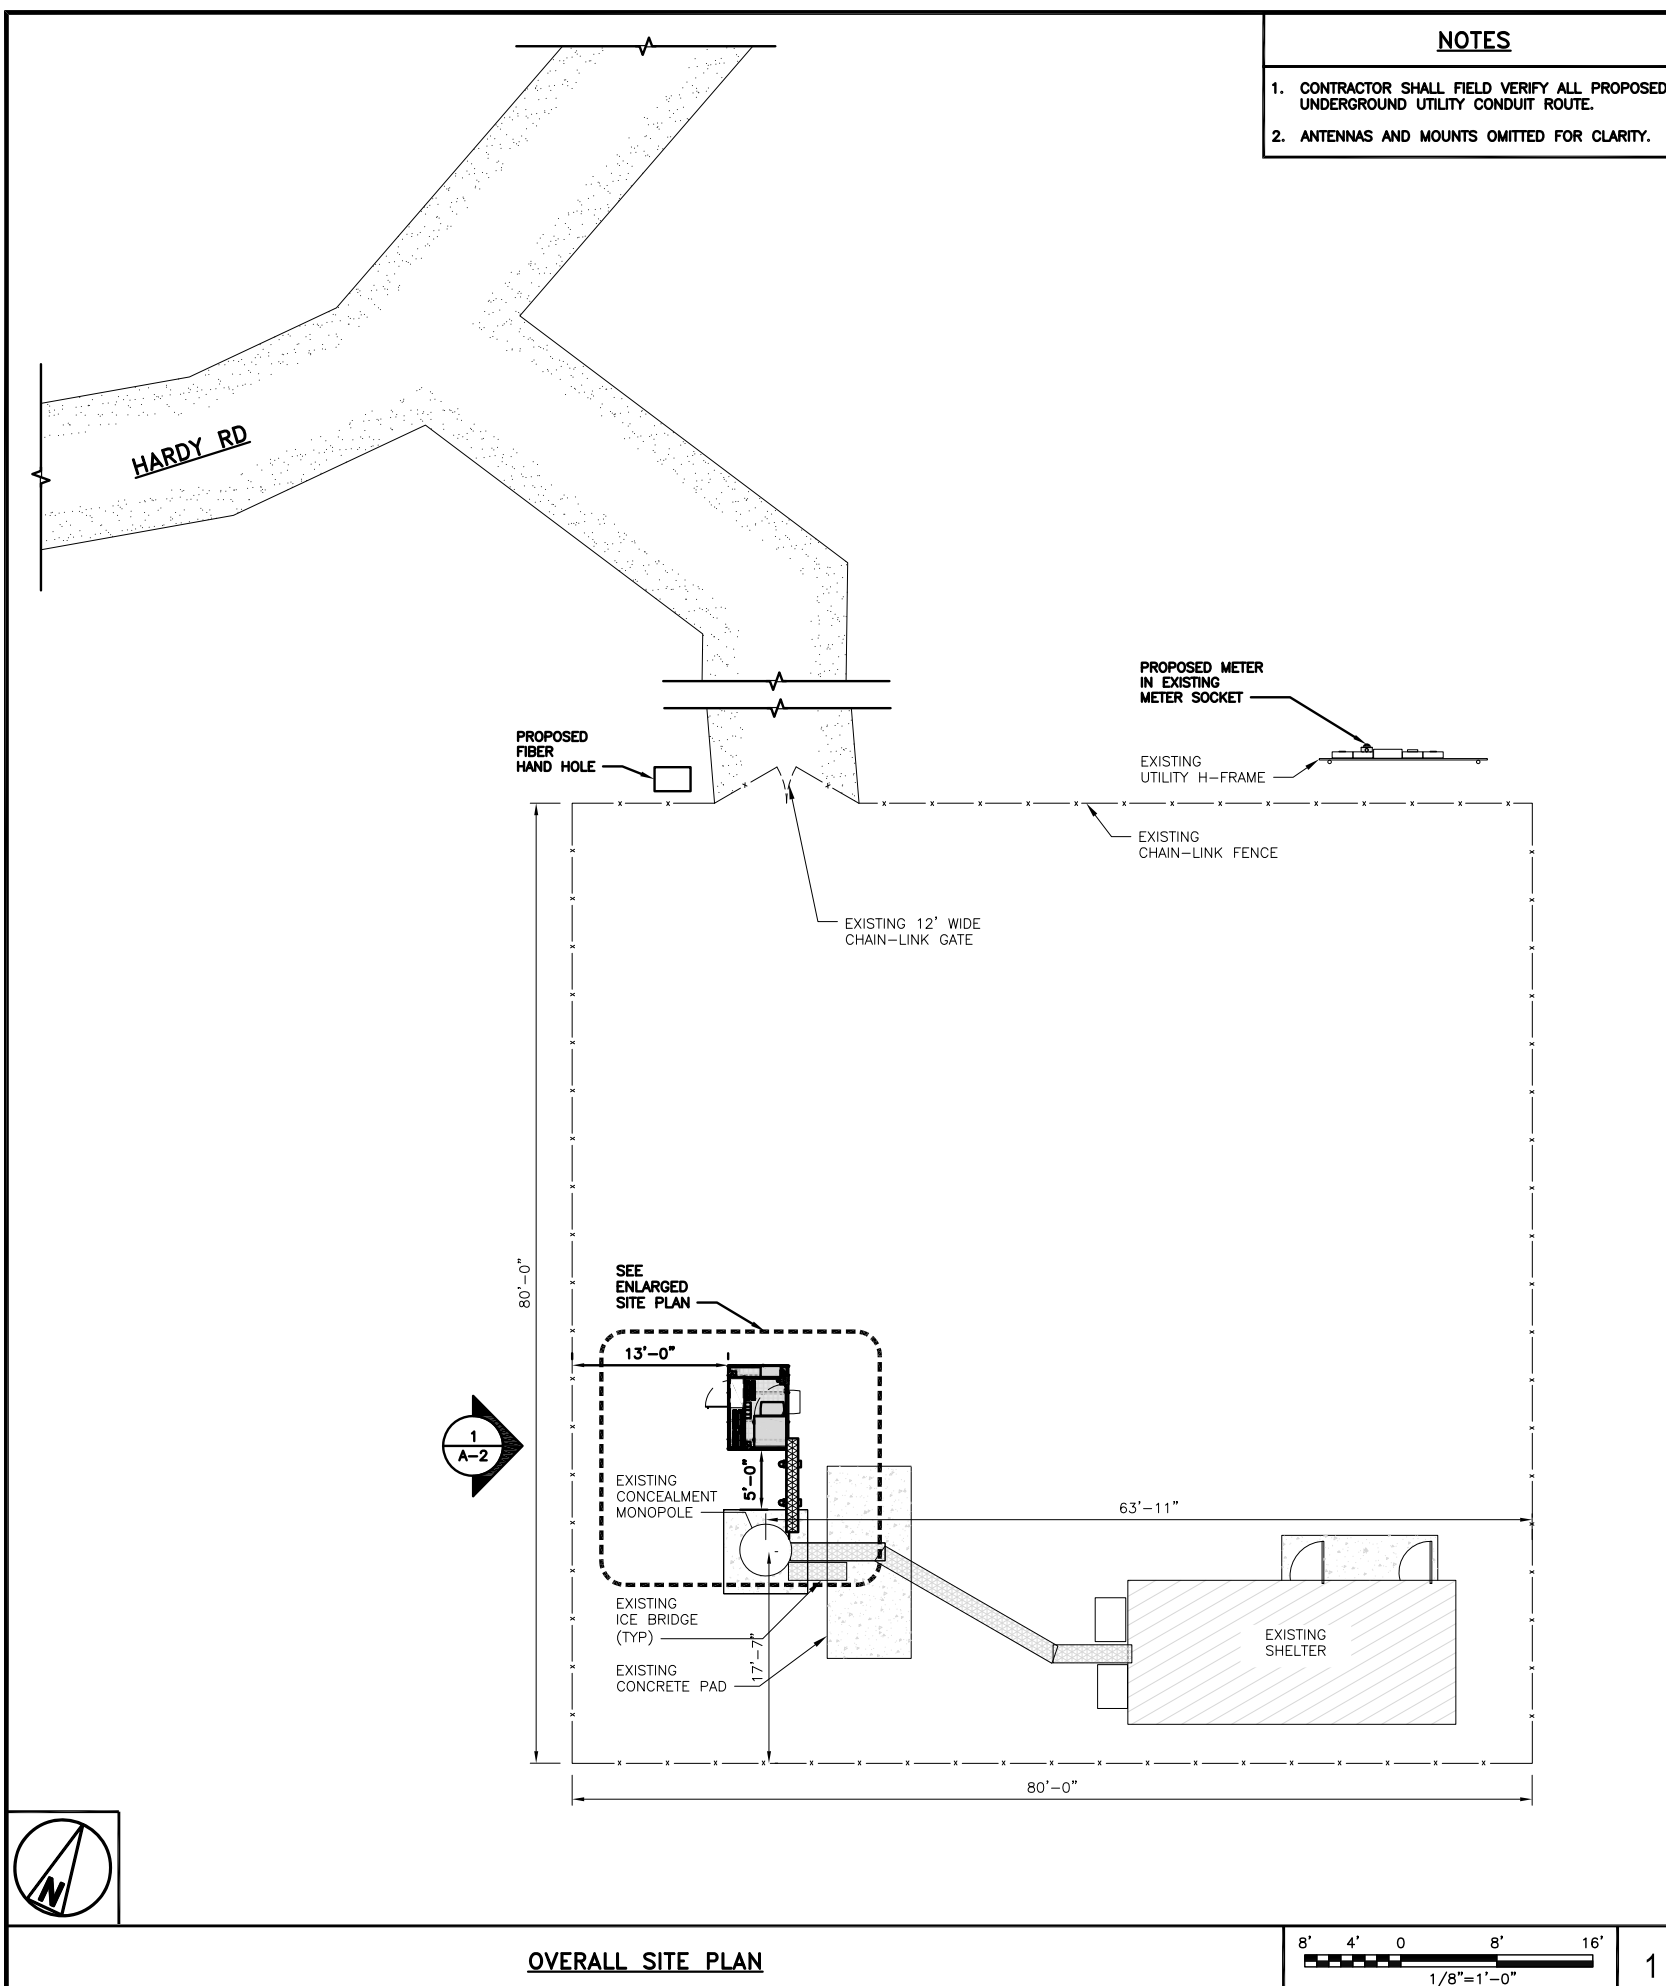 NOTES
1. CONTRACTOR SHALL FIELD VERIFY ALL PROPOSED
UNDERGROUND UTILITY CONDUIT ROUTE.
2. ANTENNAS AND MOUNTS OMITTED FOR CLARITY.
HARDY RD
PROPOSED METER
IN EXISTING
METER SOCKET
PROPOSED
FIBER
HAND HOLE
EXISTING
UTILITY H-FRAME
EXISTING
CHAIN-LINK FENCE
EXISTING 12' WIDE
CHAIN-LINK GATE
80'-0"
SEE
ENLARGED
SITE PLAN
13'-0"
1
A-2
5'-0"
EXISTING
CONCEALMENT
MONOPOLE
63'-11"
EXISTING
ICE BRIDGE
(TYP)
17'-7"
EXISTING
SHELTER
EXISTING
CONCRETE PAD
80'-0"
N
OVERALL SITE PLAN
8' 4' 0 8' 16'
1/8"=1'-0"
1